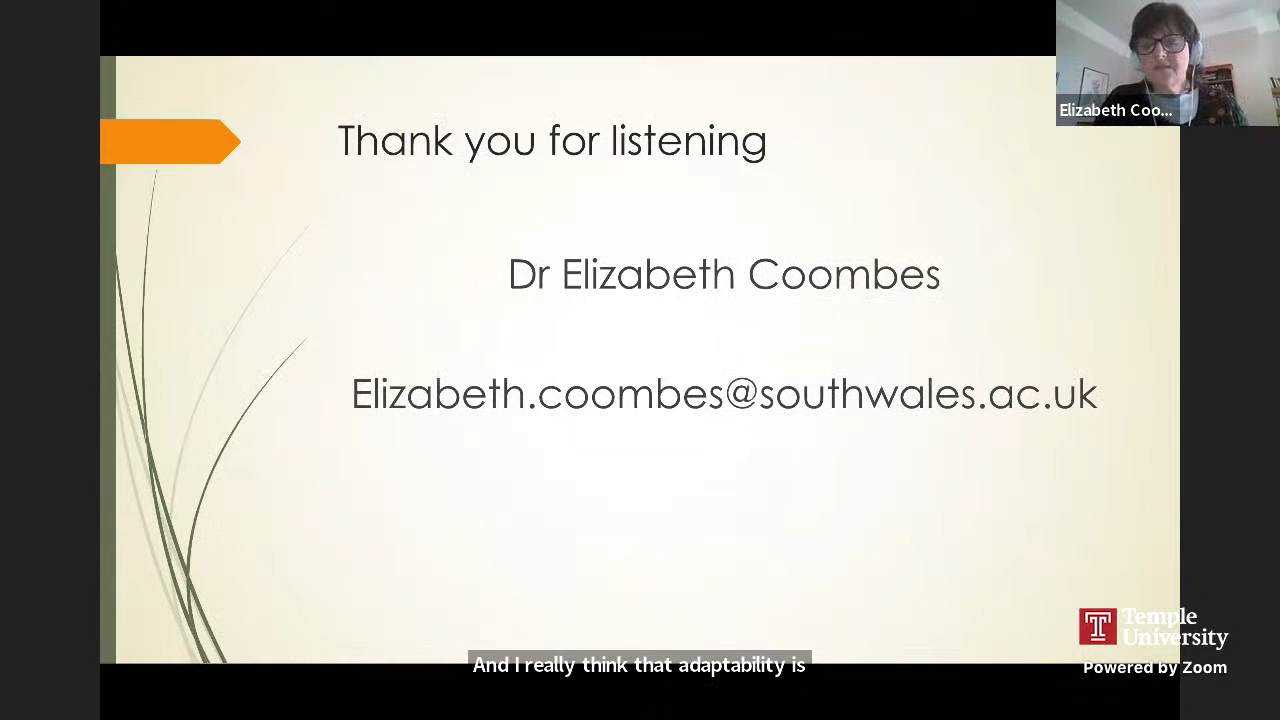 Thank you for listening
Elizabeth Coo...
Dr Elizabeth Coombes
Elizabeth.coombes@southwales.ac.uk
T Temple
University
Powered by Zoom
And I really think that adaptability is